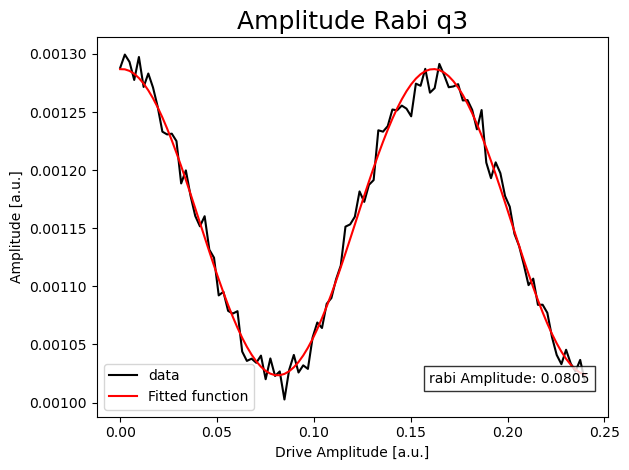 Amplitude Rabi q3
Amplitude [a.u.]
0.00130
0.00125
0.00120
0.00115
0.00110
0.00105
0.00100
data
Fitted function
rabi Amplitude: 0.0805
0.00
0.05
0.10
0.15
0.20
0.25
Drive Amplitude [a.u.]